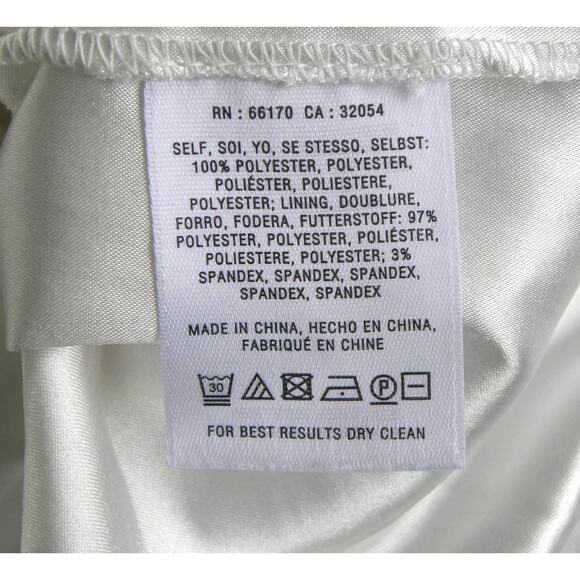 RN : 66170 CA : 32054
SELF, SOI, YO, SE STESSO, SELBST:
100% POLYESTER, POLYESTER,
POLIÉSTER, POLIESTERE,
POLYESTER; LINING, DOUBLURE,
FORRO, FODERA, FUTTERSTOFF: 97%
POLYESTER, POLYESTER, POLIÉSTER,
POLIESTERE, POLYESTER; 3%
SPANDEX, SPANDEX, SPANDEX,
SPANDEX, SPANDEX
MADE IN CHINA, HECHO EN CHINA,
FABRIQUÉ EN CHINE
30 P
FOR BEST RESULTS DRY CLEAN